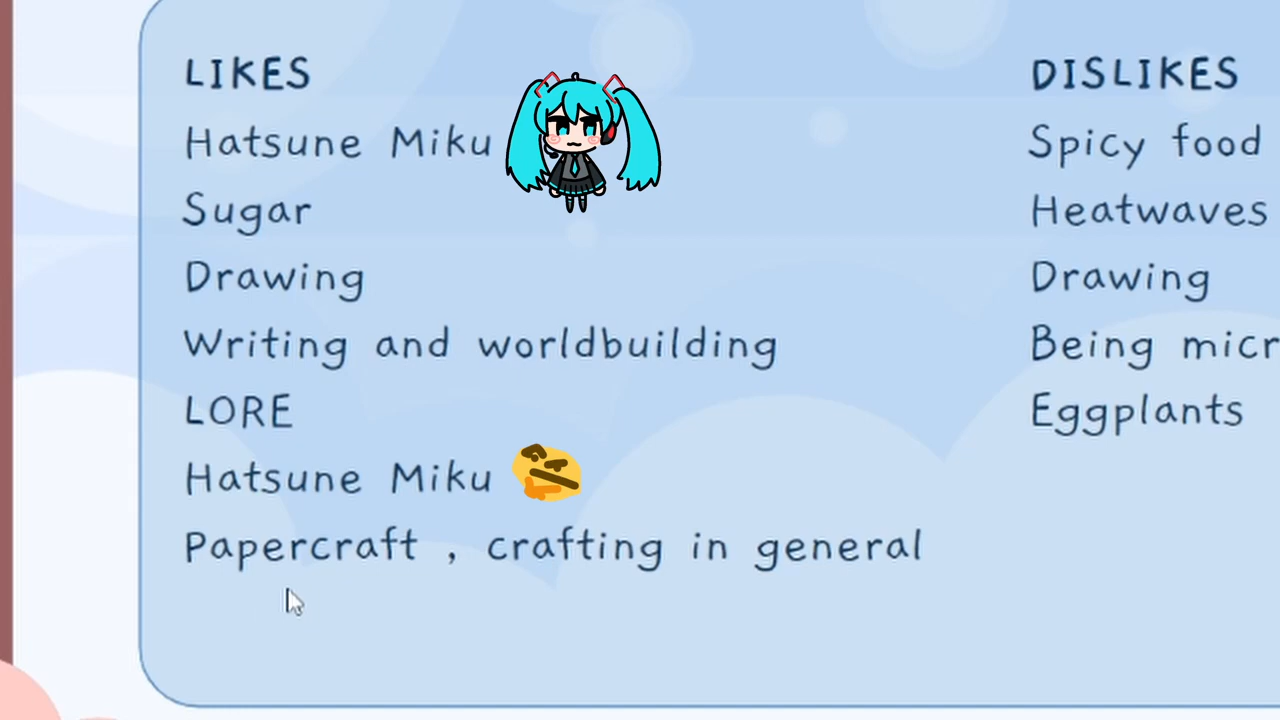 LIKES
Hatsune Miku
Sugar
Drawing
Writing and worldbuilding
LORE
Hatsune Miku
Papercraft , crafting in general
DISLIKES
Spicy food
Heatwaves
Drawing
Being
Eggplants